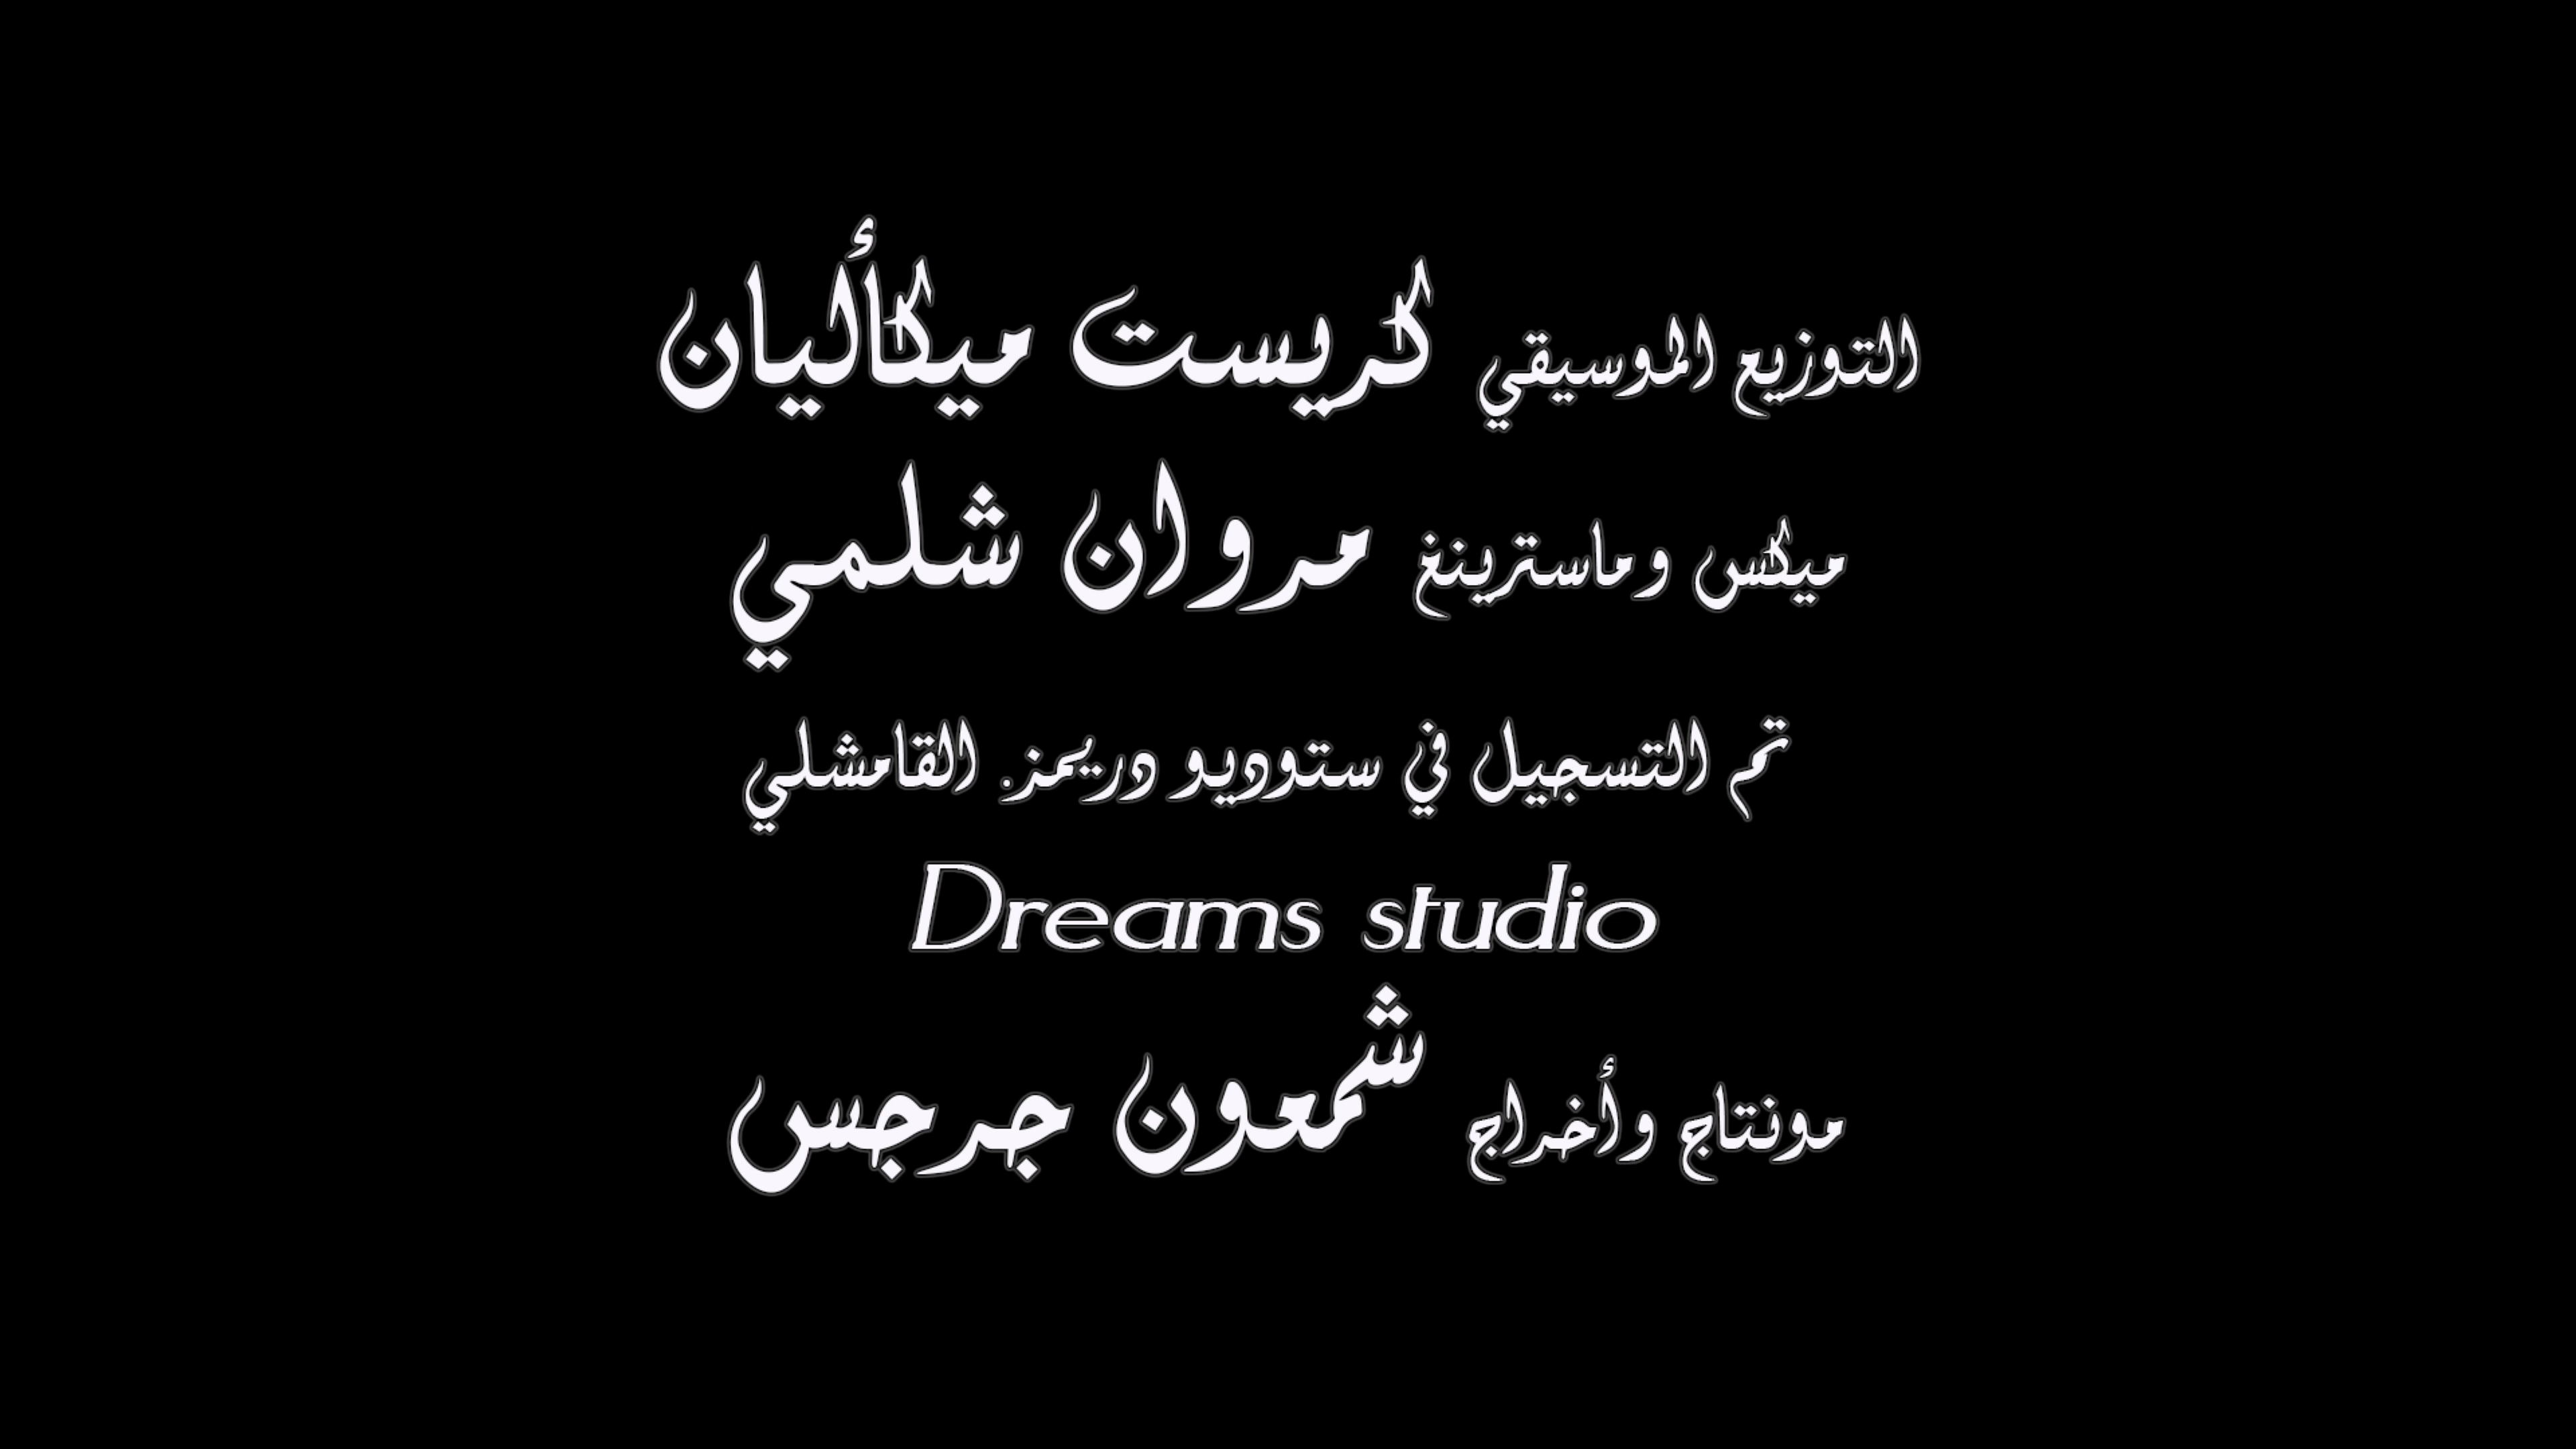 التوزيع الموسيقي كريست ميكأليان
ميكس وماسترينغ مروان شلمي
تم التسجيل في ستوديو دريمز. القامشلي
Dreams studio
مونتاج وأخراج شمعون جرجس